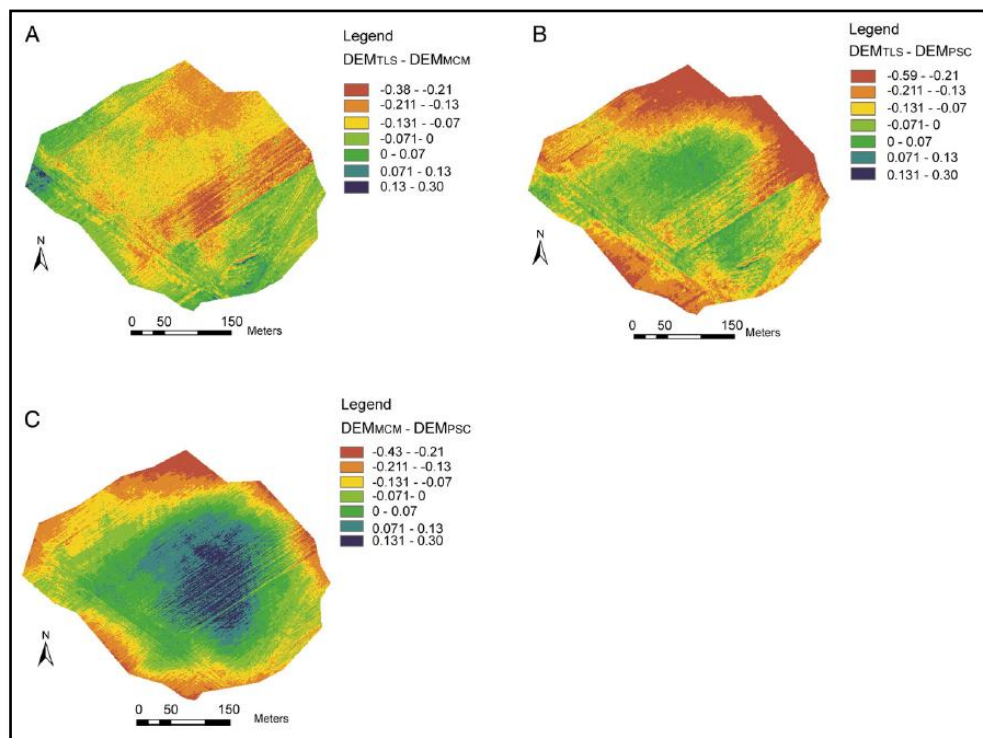 A
Legend
DEMTLS - DEMMCM
-0.38 - -0.21
-0.211 - -0.13
-0.131 - -0.07
-0.071- 0
0 - 0.07
0.071 - 0.13
0.13 - 0.30
N
0 50 150
Meters
B
Legend
DEMTLS - DEMPSC
-0.59 - -0.21
-0.211 - -0.13
-0.131 - -0.07
-0.071- 0
0 - 0.07
0.071 - 0.13
0.131 - 0.30
N
0 50 150
Meters
C
Legend
DEMMCM - DEMPSC
-0.43 - -0.21
-0.211 - -0.13
-0.131 - -0.07
-0.071- 0
0 - 0.07
0.071 - 0.13
0.131 - 0.30
N
0 50 150
Meters